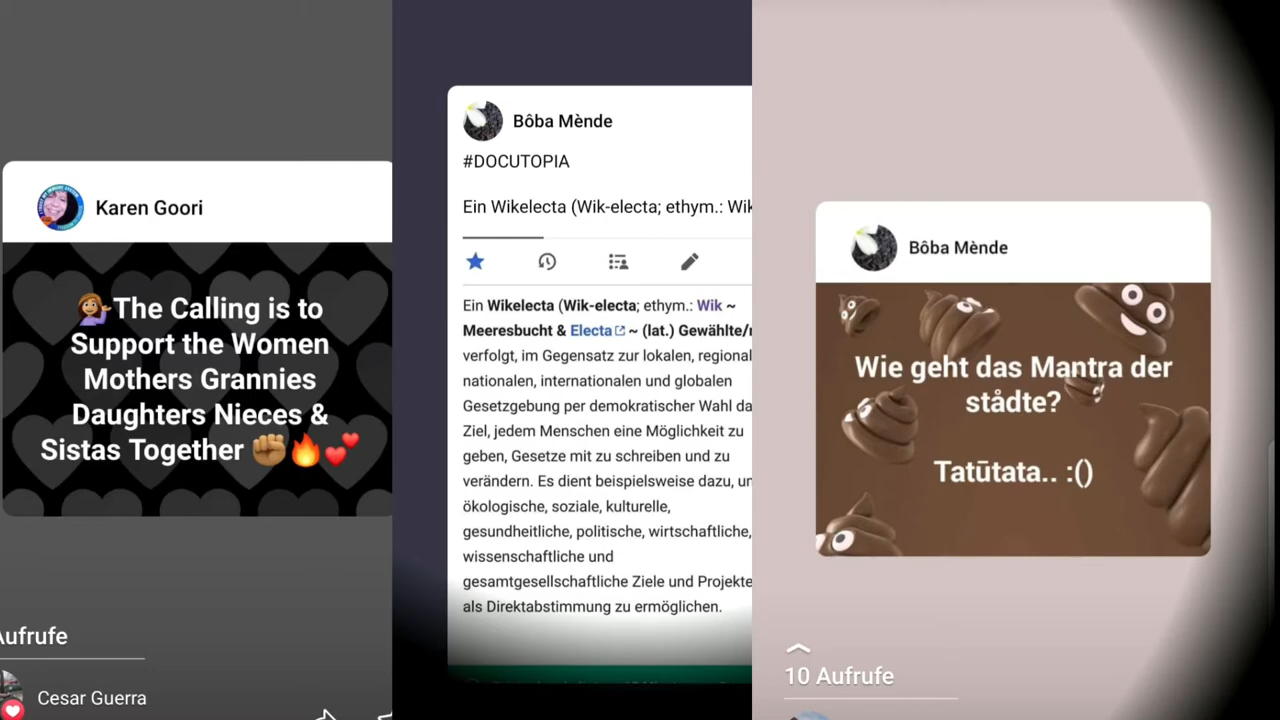 Karen Goori
The Calling is to
Support the Women
Mothers Grannies
Daughters Nieces &
Sistas Together
Aufrufe
Cesar Guerra
Bôba Mènde
#DOCUTOPIA
Ein Wikelecta (Wik-electa; ethym.: Wik
Ein Wikelecta (Wik-electa; ethym.: Wik ~
Meeresbucht & Electa ~ (lat.) Gewählte/r
verfolgt, im Gegensatz zur lokalen, regional
nationalen, internationalen und globalen
Gesetzgebung per demokratischer Wahl da
Ziel, jedem Menschen eine Möglichkeit zu
geben, Gesetze mit zu schreiben und zu
verändern. Es dient beispielsweise dazu, un
ökologische, soziale, kulturelle,
gesundheitliche, politische, wirtschaftliche,
wissenschaftliche und
gesamtgesellschaftliche Ziele und Projekte
als Direktabstimmung zu ermöglichen.
Bôba Mènde
Wie geht das Mantra der
stådte?
Tatūtata.. :()
10 Aufrufe